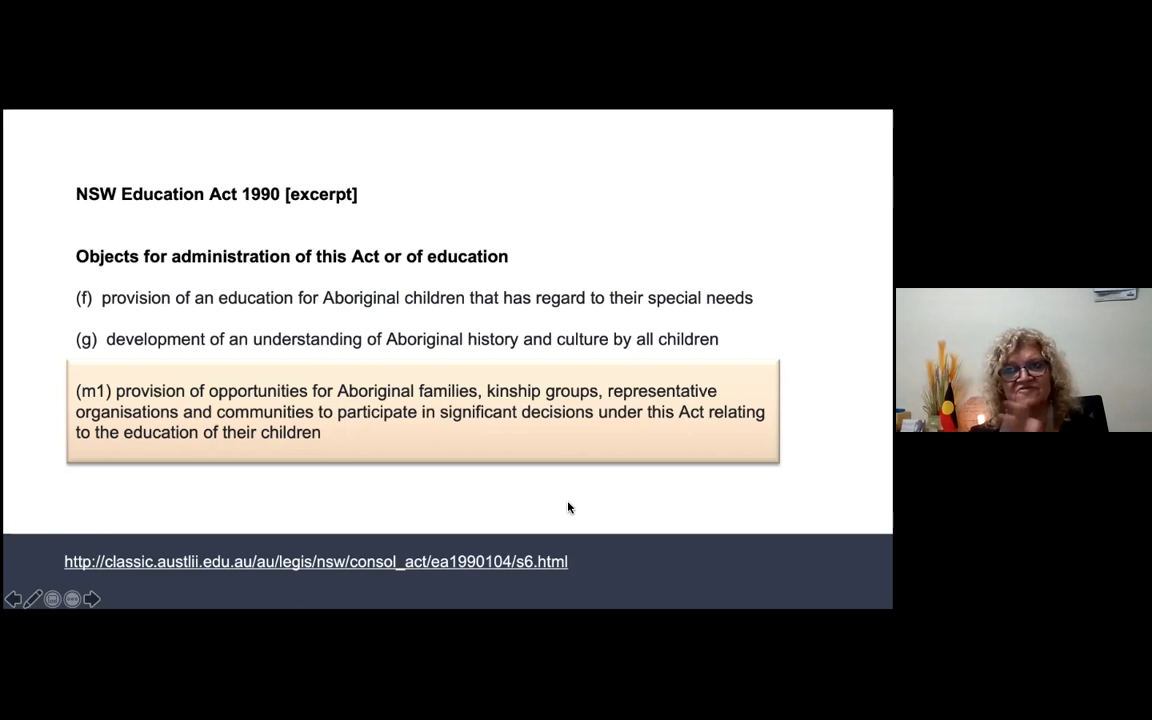 NSW Education Act 1990 [excerpt]
Objects for administration of this Act or of education
(f) provision of an education for Aboriginal children that has regard to their special needs
(g) development of an understanding of Aboriginal history and culture by all children
(m1) provision of opportunities for Aboriginal families, kinship groups, representative
organisations and communities to participate in significant decisions under this Act relating
to the education of their children
http://classic.austlii.edu.au/au/legis/nsw/consol_act/ea1990104/s6.html